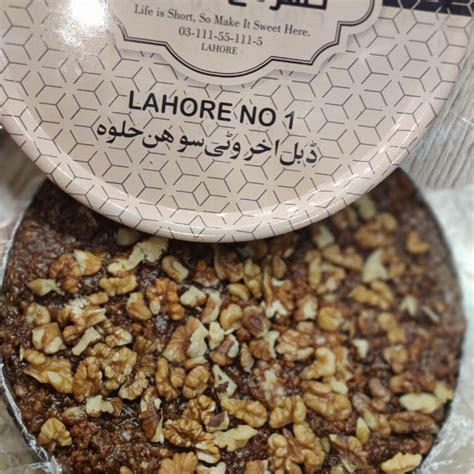 Life is Short, So Make It Sweet Here.
03-111-55-111-5
LAHORE
LAHORE NO 1
ڈبل اخروٹی سوھن حلوہ